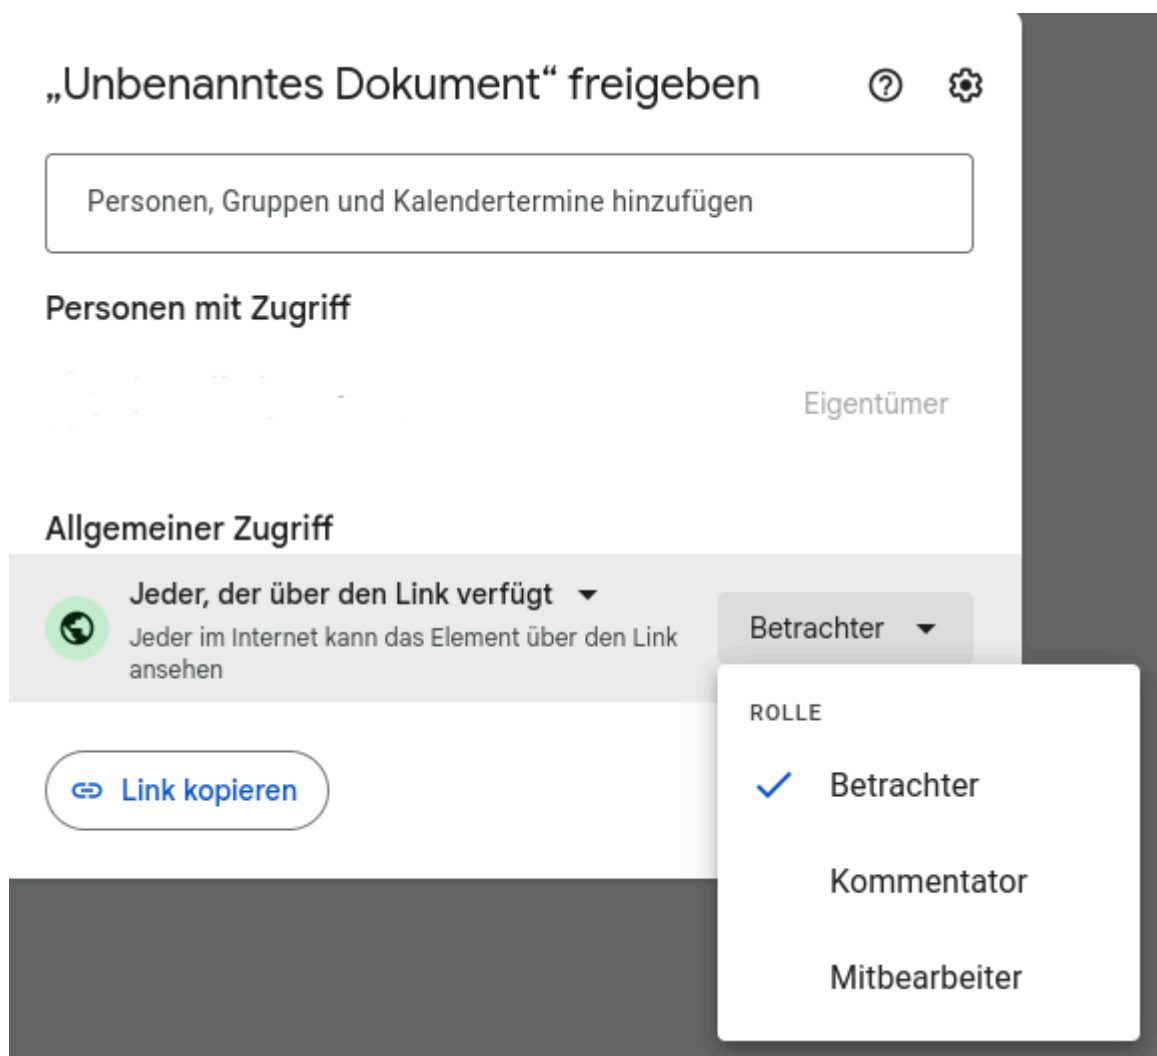 „Unbenanntes Dokument“ freigeben
Personen, Gruppen und Kalendertermine hinzufügen
Personen mit Zugriff
Eigentümer
Allgemeiner Zugriff
Jeder, der über den Link verfügt
Jeder im Internet kann das Element über den Link
ansehen
Betrachter
ROLLE
Betrachter
Kommentator
Mitbearbeiter
Link kopieren